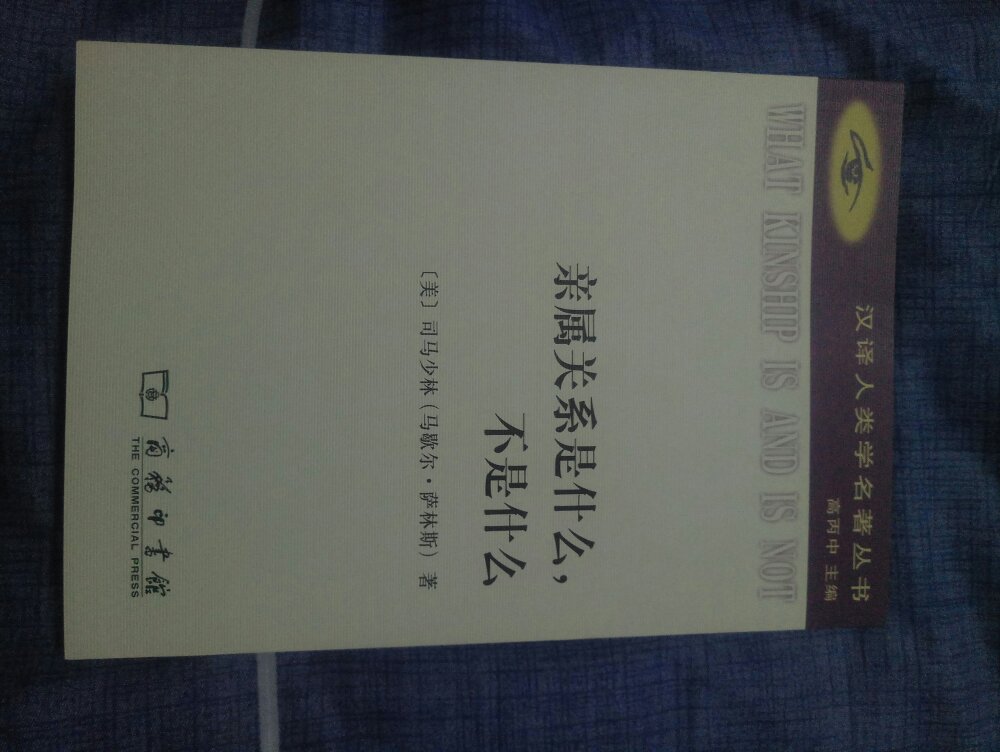 汉译人类学名著丛书
高丙中 主编
WHAT KINSHIP IS AND IS NOT
亲属关系是什么，
不是什么
〔美〕司马少林（马歇尔·萨林斯）著
商务印书馆
THE COMMERCIAL PRESS